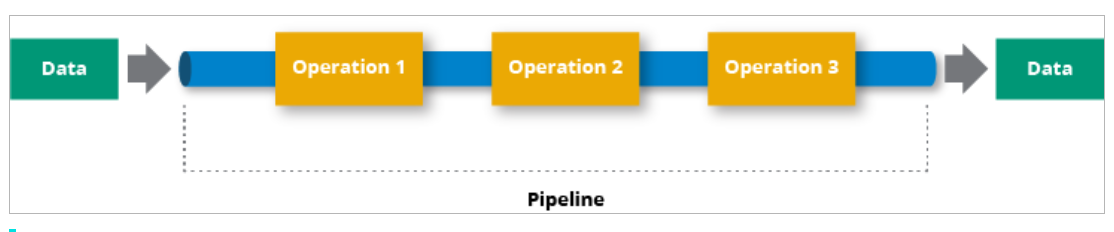 Data
Operation 1
Operation 2
Operation 3
Data
Pipeline